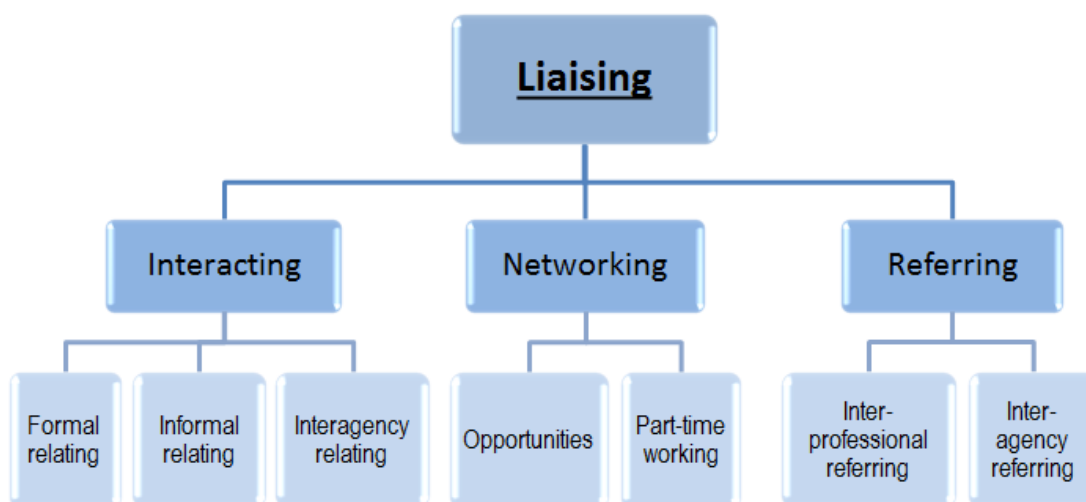 Liaising
Interacting
Networking
Referring
Formal
relating
Informal
relating
Interagency
relating
Opportunities
Part-time
working
Inter-
professional
referring
Inter-
agency
referring